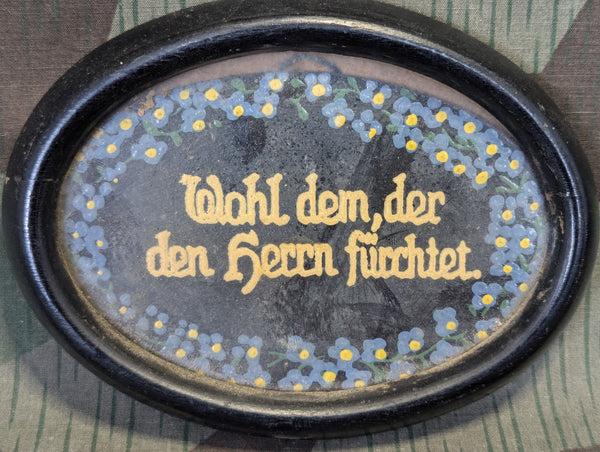 Wohl dem, der
den Herrn fürchtet.